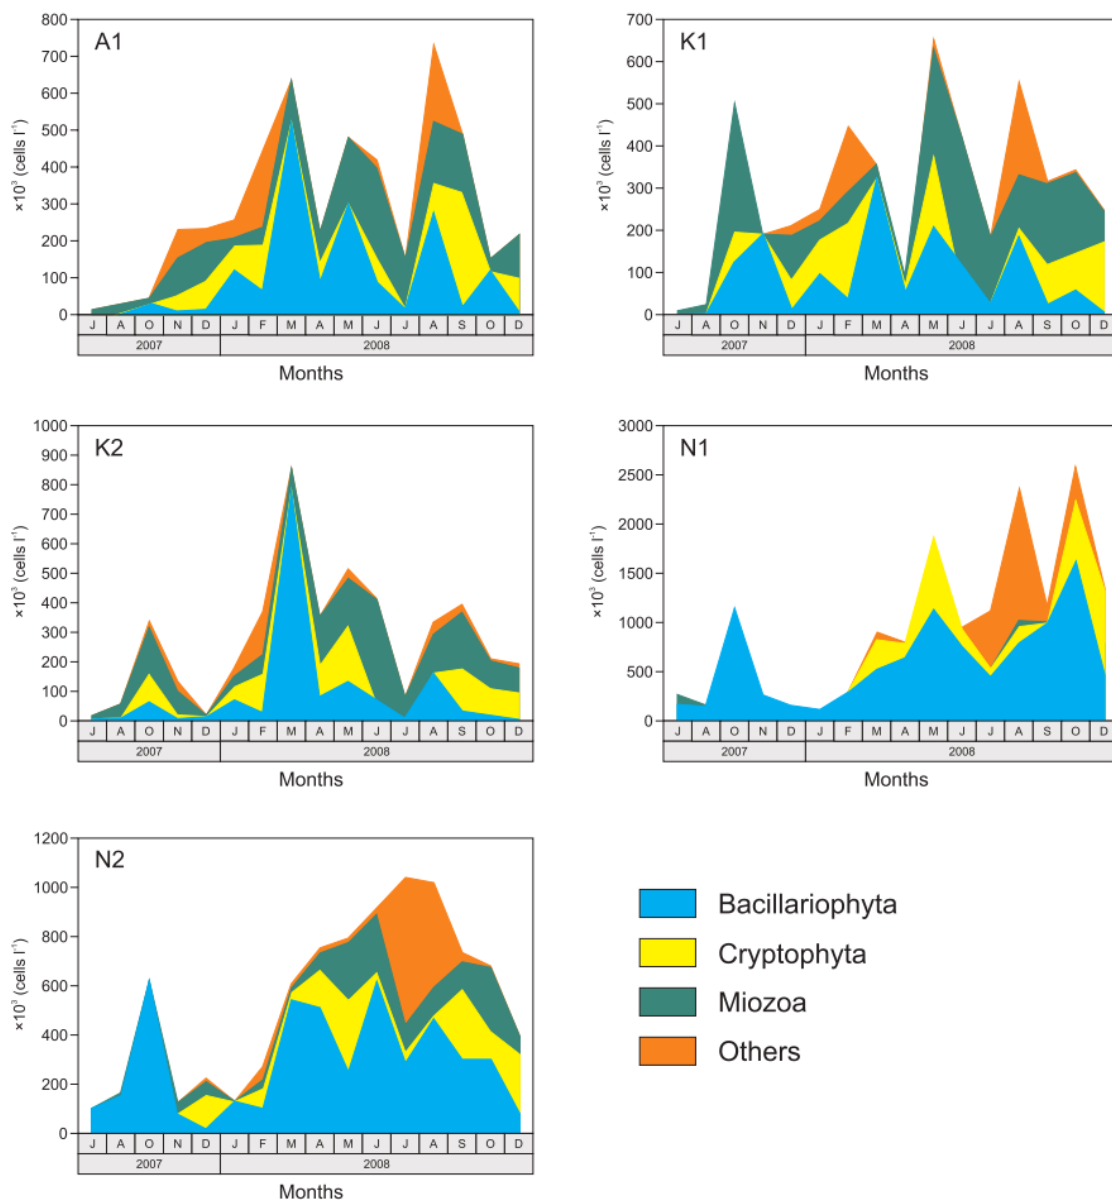 A1
800
700
600
500
400
300
200
100
0
×10³ (cells l⁻¹)
J A O N D J F M A M J J A S O D
2007 2008
Months
K1
700
600
500
400
300
200
100
0
×10³ (cells l⁻¹)
J A O N D J F M A M J J A S O D
2007 2008
Months
K2
1000
900
800
700
600
500
400
300
200
100
0
×10³ (cells l⁻¹)
J A O N D J F M A M J J A S O D
2007 2008
Months
N1
3000
2500
2000
1500
1000
500
0
×10³ (cells l⁻¹)
J A O N D J F M A M J J A S O D
2007 2008
Months
N2
1200
1000
800
600
400
200
0
×10³ (cells l⁻¹)
J A O N D J F M A M J J A S O D
2007 2008
Months
Bacillariophyta
Cryptophyta
Miozoa
Others